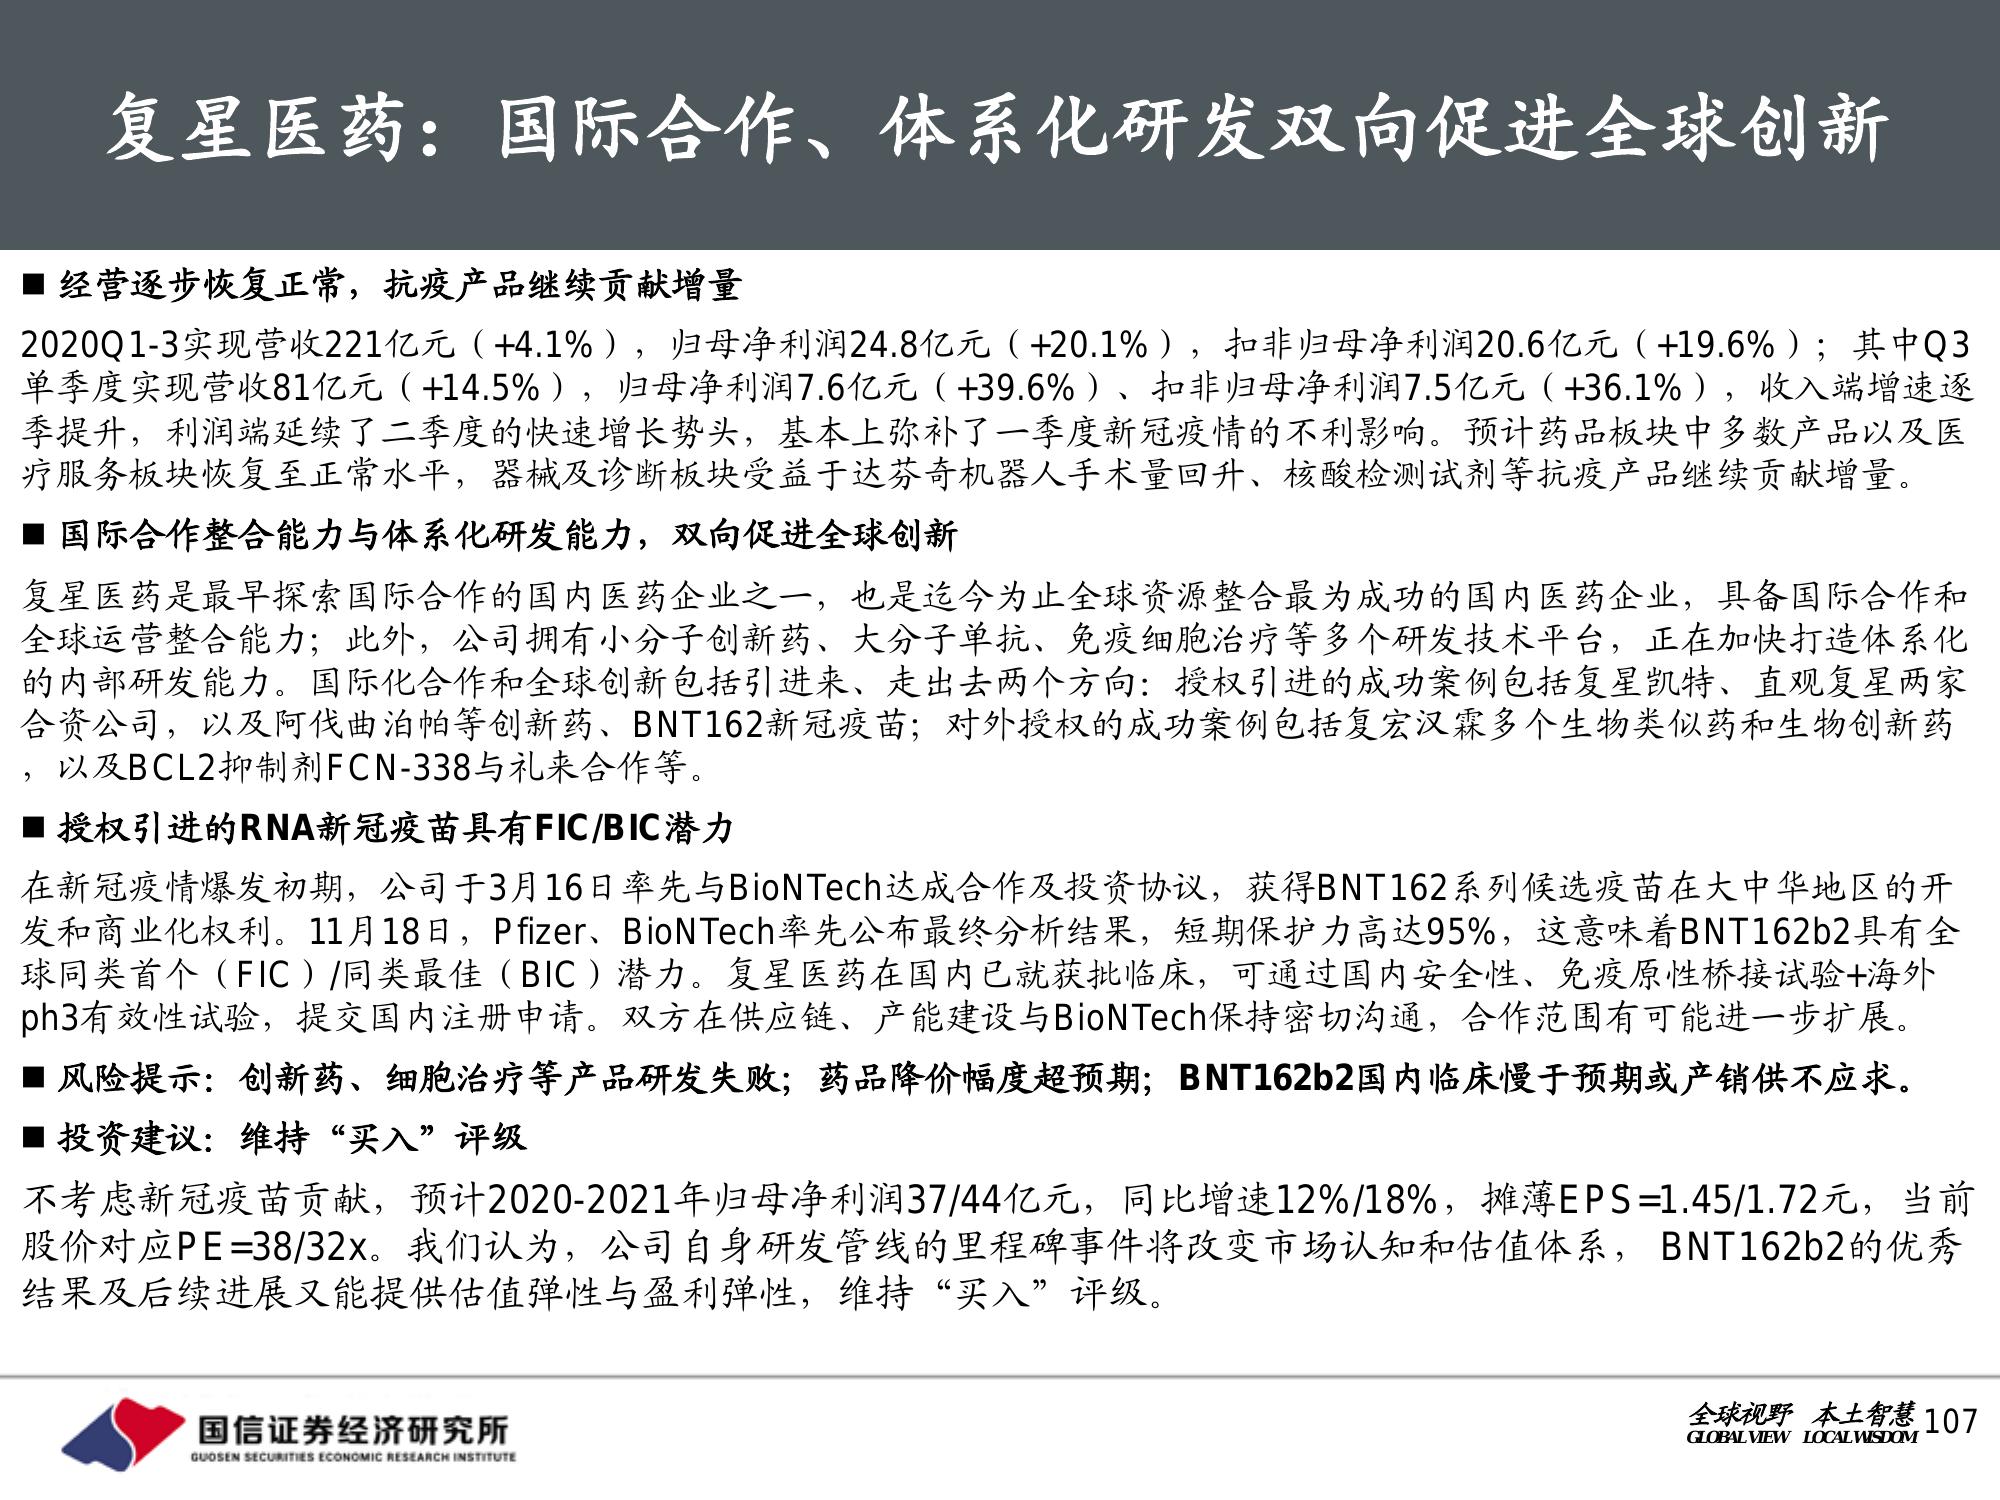 复星医药：国际合作、体系化研发双向促进全球创新
■ 经营逐步恢复正常，抗疫产品继续贡献增量
2020Q1-3实现营收221亿元（+4.1%），归母净利润24.8亿元（+20.1%），扣非归母净利润20.6亿元（+19.6%）；其中Q3
单季度实现营收81亿元（+14.5%），归母净利润7.6亿元（+39.6%）、扣非归母净利润7.5亿元（+36.1%），收入端增速逐
季提升，利润端延续了二季度的快速增长势头，基本上弥补了一季度新冠疫情的不利影响。预计药品板块中多数产品以及医
疗服务板块恢复至正常水平，器械及诊断板块受益于达芬奇机器人手术量回升、核酸检测试剂等抗疫产品继续贡献增量。
■ 国际合作整合能力与体系化研发能力，双向促进全球创新
复星医药是最早探索国际合作的国内医药企业之一，也是迄今为止全球资源整合最为成功的国内医药企业，具备国际合作和
全球运营整合能力；此外，公司拥有小分子创新药、大分子单抗、免疫细胞治疗等多个研发技术平台，正在加快打造体系化
的内部研发能力。国际化合作和全球创新包括引进来、走出去两个方向：授权引进的成功案例包括复星凯特、直观复星两家
合资公司，以及阿伐曲泊帕等创新药、BNT162新冠疫苗；对外授权的成功案例包括复宏汉霖多个生物类似药和生物创新药
，以及BCL2抑制剂FCN-338与礼来合作等。
■ 授权引进的RNA新冠疫苗具有FIC/BIC潜力
在新冠疫情爆发初期，公司于3月16日率先与BioNTech达成合作及投资协议，获得BNT162系列候选疫苗在大中华地区的开
发和商业化权利。11月18日，Pfizer、BioNTech率先公布最终分析结果，短期保护力高达95%，这意味着BNT162b2具有全
球同类首个（FIC）/同类最佳（BIC）潜力。复星医药在国内已就获批临床，可通过国内安全性、免疫原性桥接试验+海外
ph3有效性试验，提交国内注册申请。双方在供应链、产能建设与BioNTech保持密切沟通，合作范围有可能进一步扩展。
■ 风险提示：创新药、细胞治疗等产品研发失败；药品降价幅度超预期；BNT162b2国内临床慢于预期或产销供不应求。
■ 投资建议：维持“买入”评级
不考虑新冠疫苗贡献，预计2020-2021年归母净利润37/44亿元，同比增速12%/18%，摊薄EPS=1.45/1.72元，当前
股价对应PE=38/32x。我们认为，公司自身研发管线的里程碑事件将改变市场认知和估值体系， BNT162b2的优秀
结果及后续进展又能提供估值弹性与盈利弹性，维持“买入”评级。
国信证券经济研究所
GUOSEN SECURITIES ECONOMIC RESEARCH INSTITUTE
全球视野 本土智慧 107
GLOBAL VIEW LOCAL WISDOM